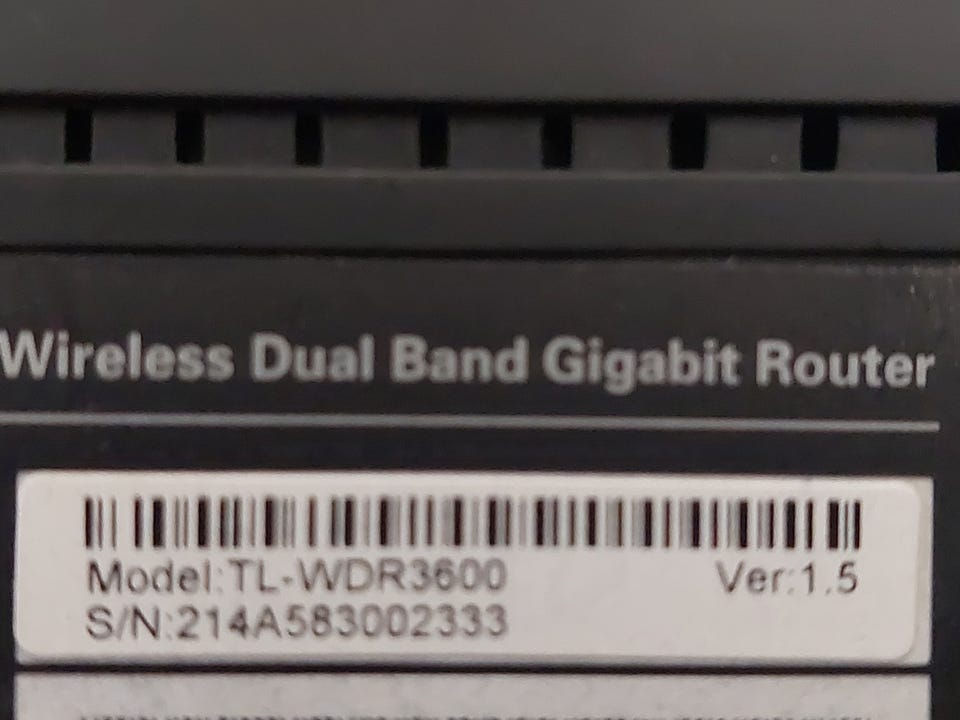 Wireless Dual Band Gigabit Router
Model:TL-WDR3600 Ver:1.5
S/N:214A583002333